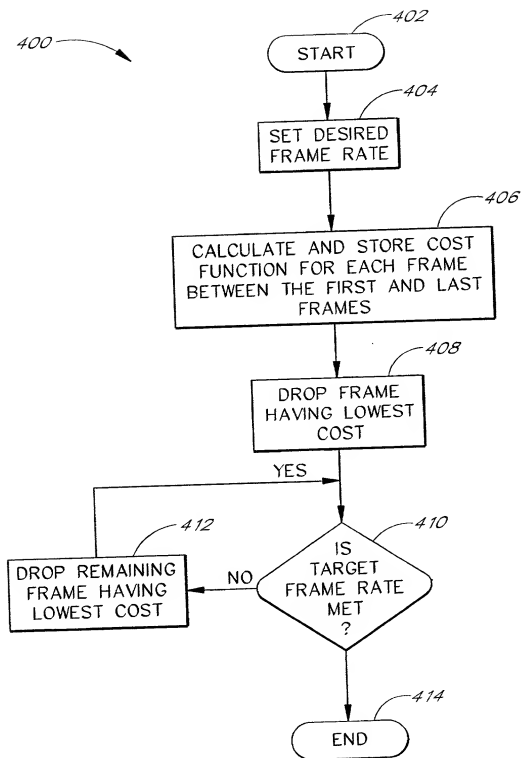 400
402
START
404
SET DESIRED
FRAME RATE
406
CALCULATE AND STORE COST
FUNCTION FOR EACH FRAME
BETWEEN THE FIRST AND LAST
FRAMES
408
DROP FRAME
HAVING LOWEST
COST
YES
412
410
DROP REMAINING
FRAME HAVING
LOWEST COST
NO
IS
TARGET
FRAME RATE
MET
?
414
END